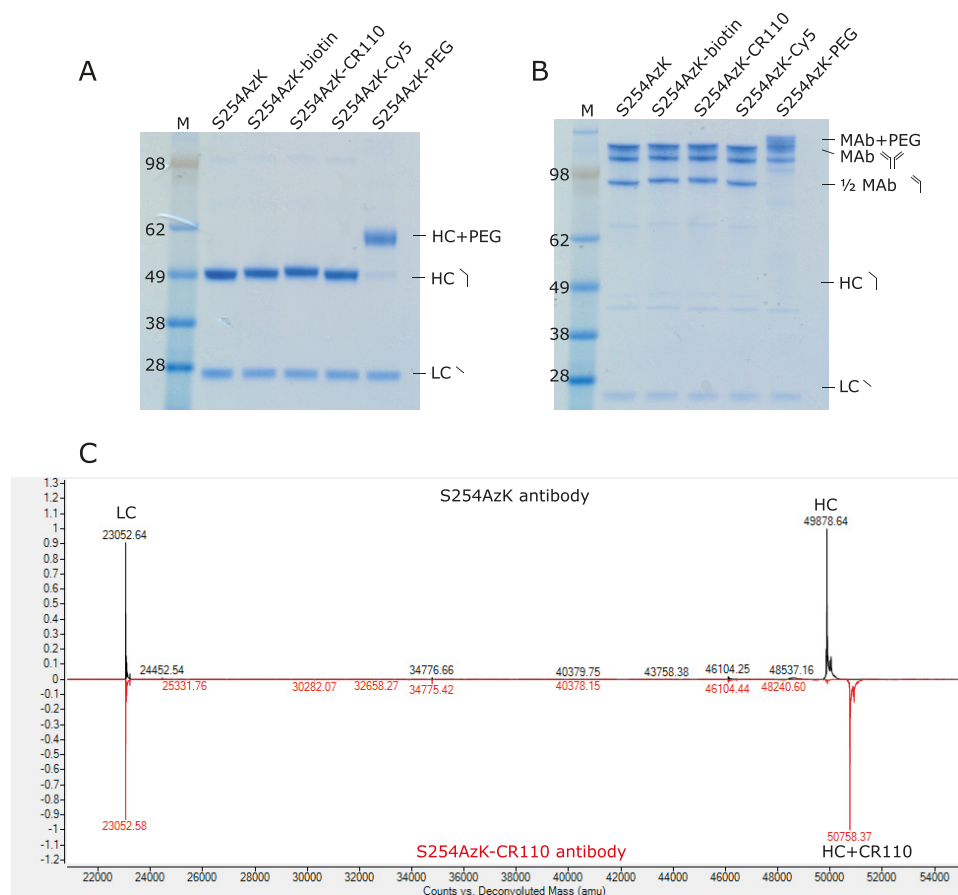 A
M
S254AzK
S254AzK-biotin
S254AzK-CR110
S254AzK-Cy5
S254AzK-PEG
98
62
49
38
28
HC+PEG
HC
LC
B
M
S254AzK
S254AzK-biotin
S254AzK-CR110
S254AzK-Cy5
S254AzK-PEG
98
62
49
38
28
MAb+PEG
MAb
½ MAb
HC
LC
C
S254AzK antibody
LC
23052.64
HC
49878.64
1.3
1.2
1.1
1
0.9
0.8
0.7
0.6
0.5
0.4
0.3
0.2
0.1
0
-0.1
-0.2
-0.3
-0.4
-0.5
-0.6
-0.7
-0.8
-0.9
-1
-1.1
-1.2
24452.54 34776.66 40379.75 43758.38 46104.25 48537.16
25331.76 30282.07 32658.27 34775.42 40378.15 46104.44 48240.60
23052.58
50758.37
S254AzK-CR110 antibody
HC+CR110
22000 24000 26000 28000 30000 32000 34000 36000 38000 40000 42000 44000 46000 48000 50000 52000 54000
Counts vs. Deconvoluted Mass (amu)